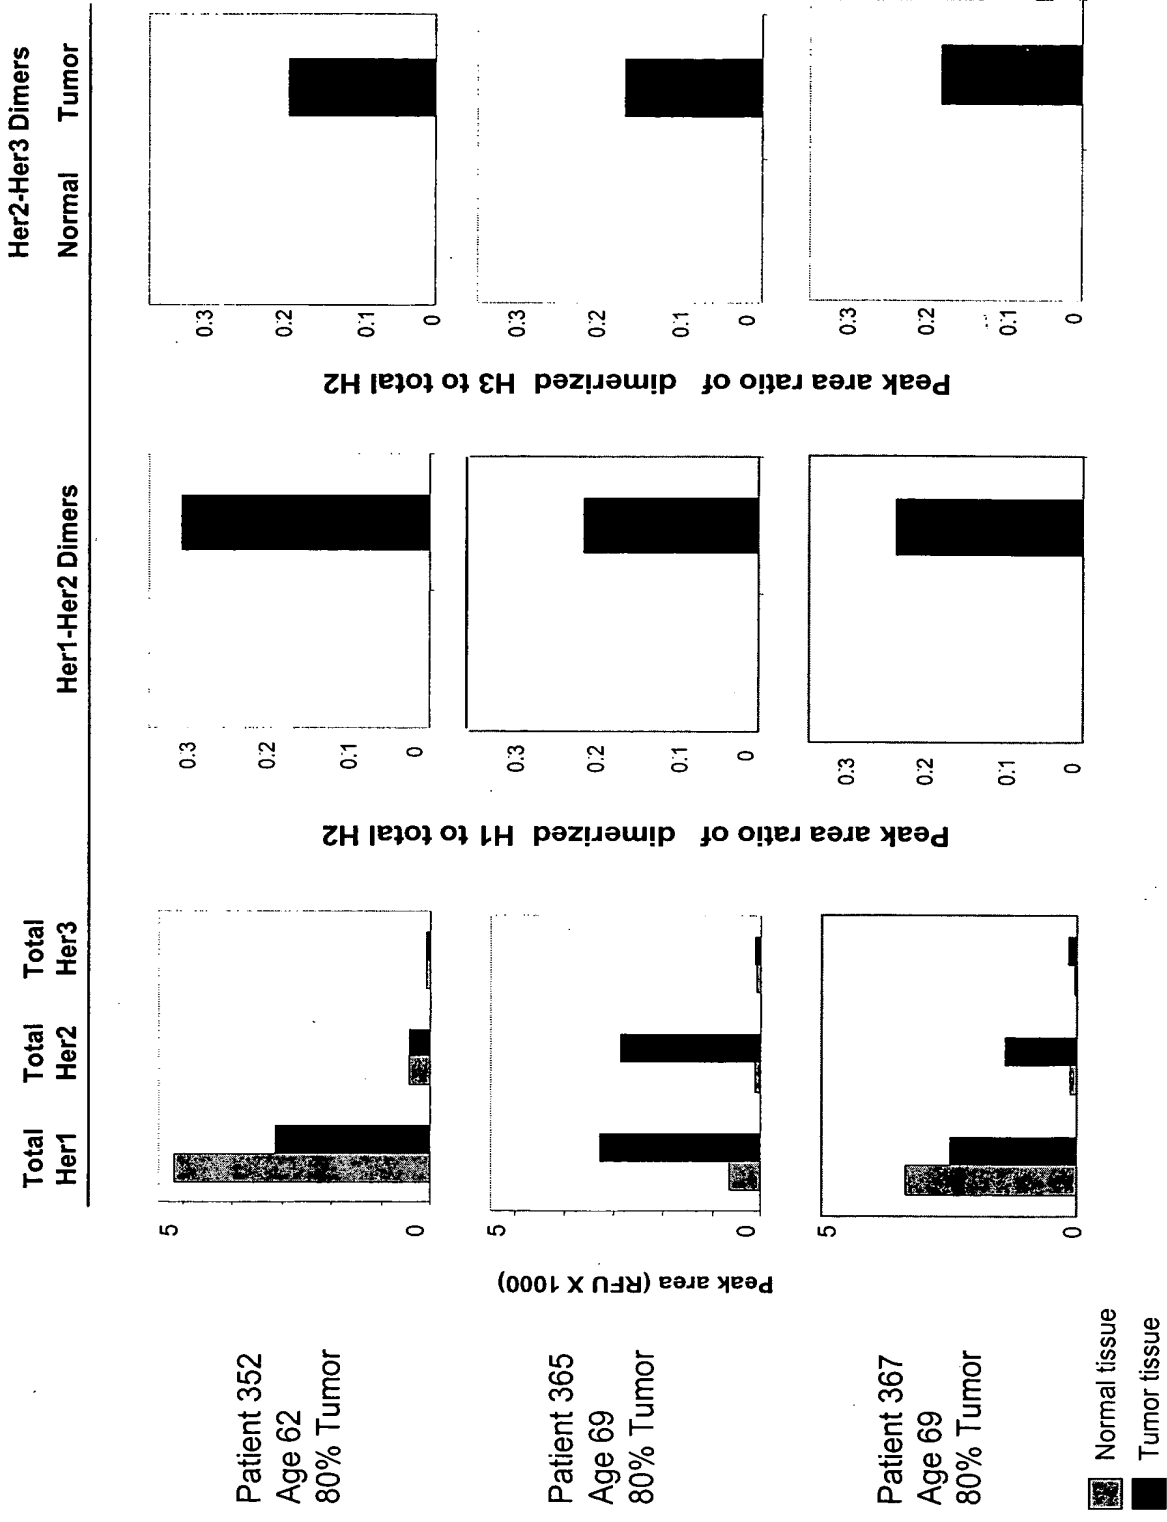 Total Her1
Total Her2
Total Her3
Her1-Her2 Dimers
Her2-Her3 Dimers
Normal Tumor
Patient 352
Age 62
80% Tumor
5
0
0.3
0.2
0.1
0
0.3
0.2
0.1
0
Patient 365
Age 69
80% Tumor
5
0
0.3
0.2
0.1
0
0.3
0.2
0.1
0
Patient 367
Age 69
80% Tumor
5
0
0.3
0.2
0.1
0
0.3
0.2
0.1
0
Peak area (RFU X 1000)
Peak area ratio of dimerized H1 to total H2
Peak area ratio of dimerized H3 to total H2
Normal tissue
Tumor tissue